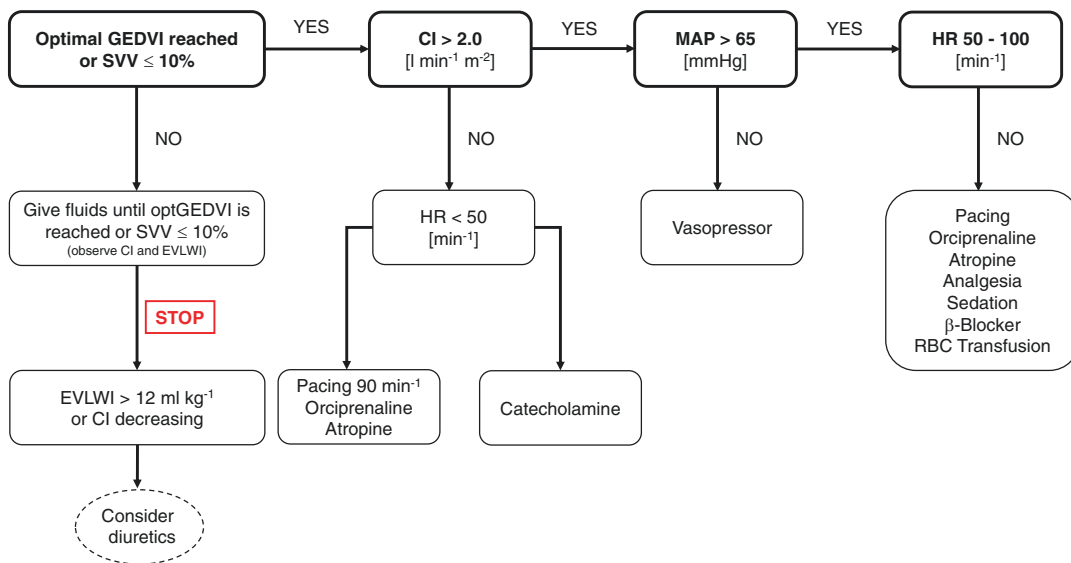 Optimal GEDVI reached
or SVV ≤ 10%
YES
CI > 2.0
[l min⁻¹ m⁻²]
YES
MAP > 65
[mmHg]
YES
HR 50 - 100
[min⁻¹]
NO
NO
NO
NO
Give fluids until optGEDVI is
reached or SVV ≤ 10%
(observe CI and EVLWI)
HR < 50
[min⁻¹]
Vasopressor
Pacing
Orciprenaline
Atropine
Analgesia
Sedation
β-Blocker
RBC Transfusion
STOP
EVLWI > 12 ml kg⁻¹
or CI decreasing
Pacing 90 min⁻¹
Orciprenaline
Atropine
Catecholamine
Consider
diuretics